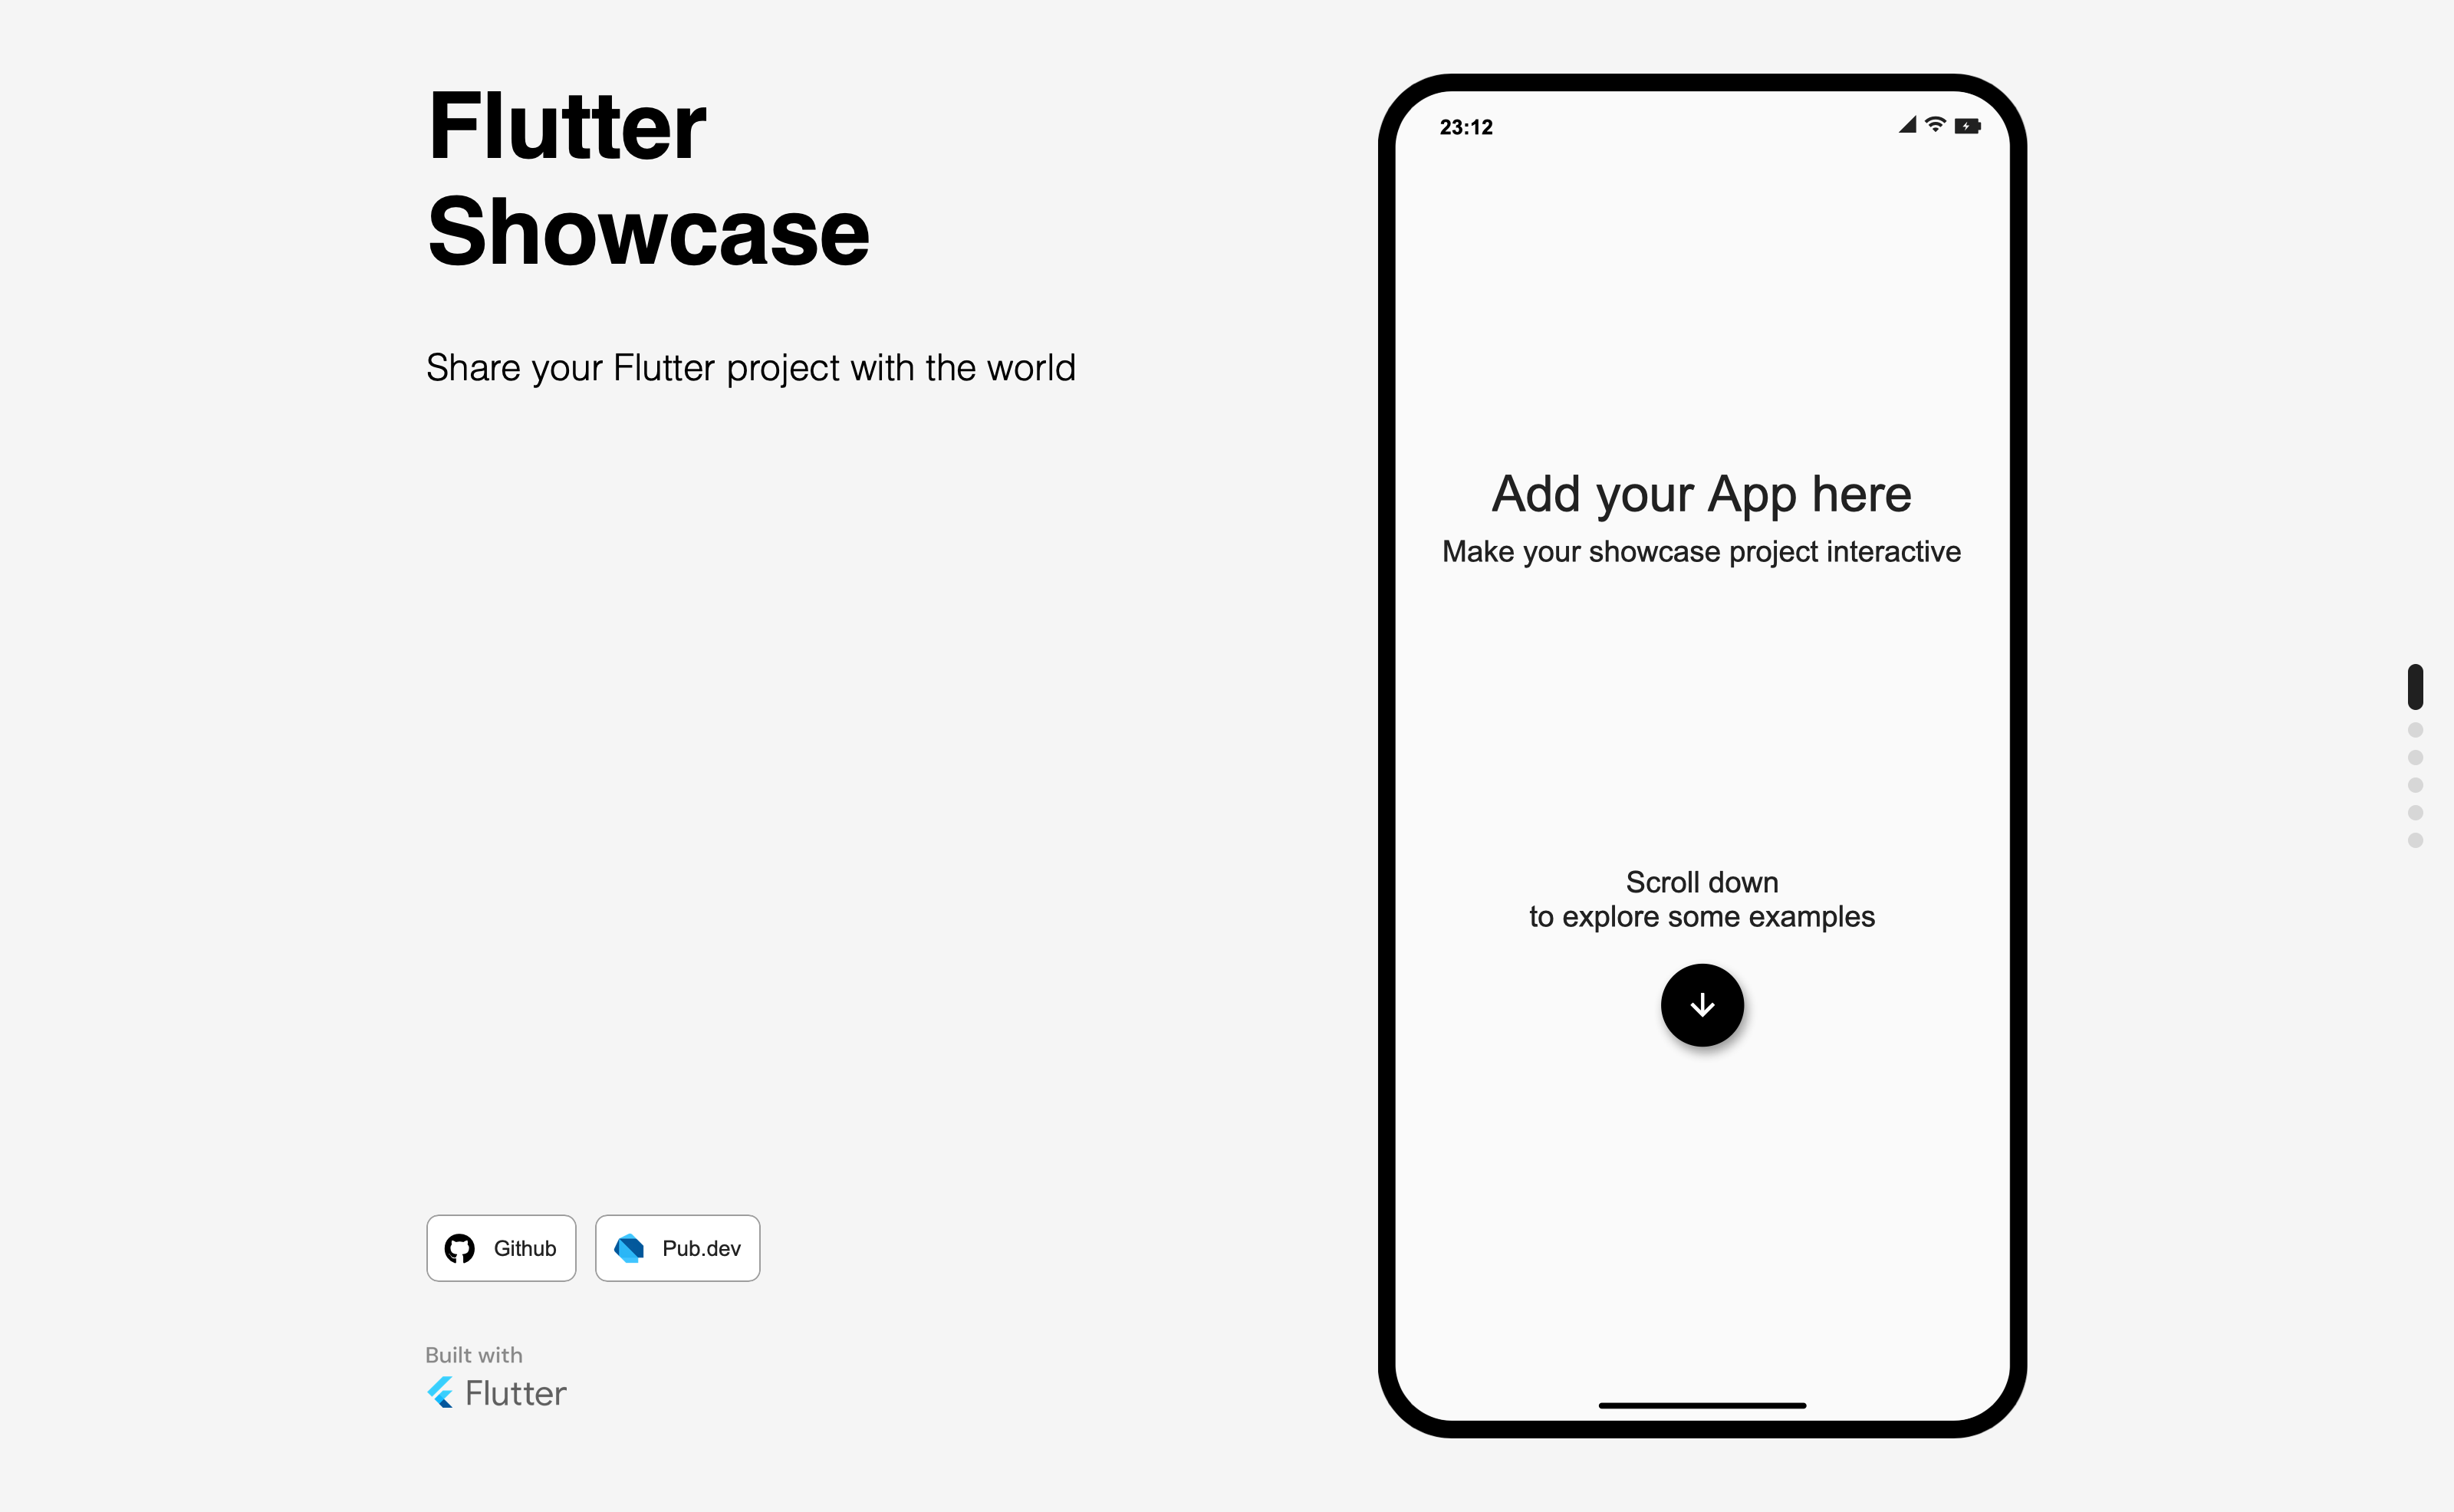 Flutter
Showcase
Share your Flutter project with the world
Github
Pub.dev
Built with
Flutter
23:12
Add your App here
Make your showcase project interactive
Scroll down
to explore some examples